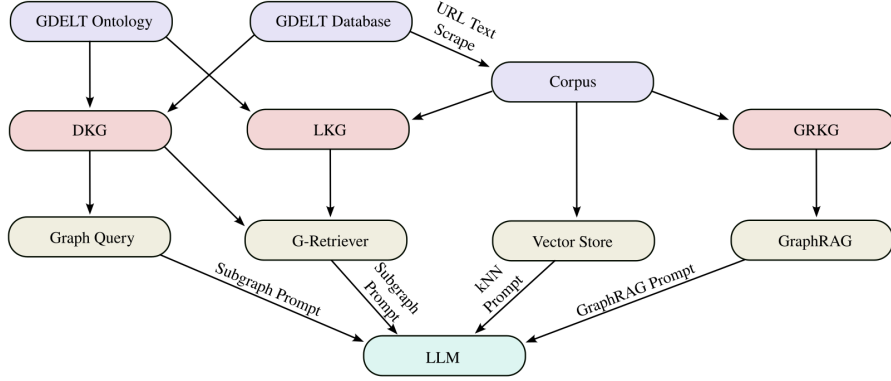 GDELT Ontology
GDELT Database
URL Text
Scrape
Corpus
DKG
LKG
GRKG
Graph Query
G-Retriever
Vector Store
GraphRAG
Subgraph Prompt
Subgraph
Prompt
kNN
Prompt
GraphRAG Prompt
LLM